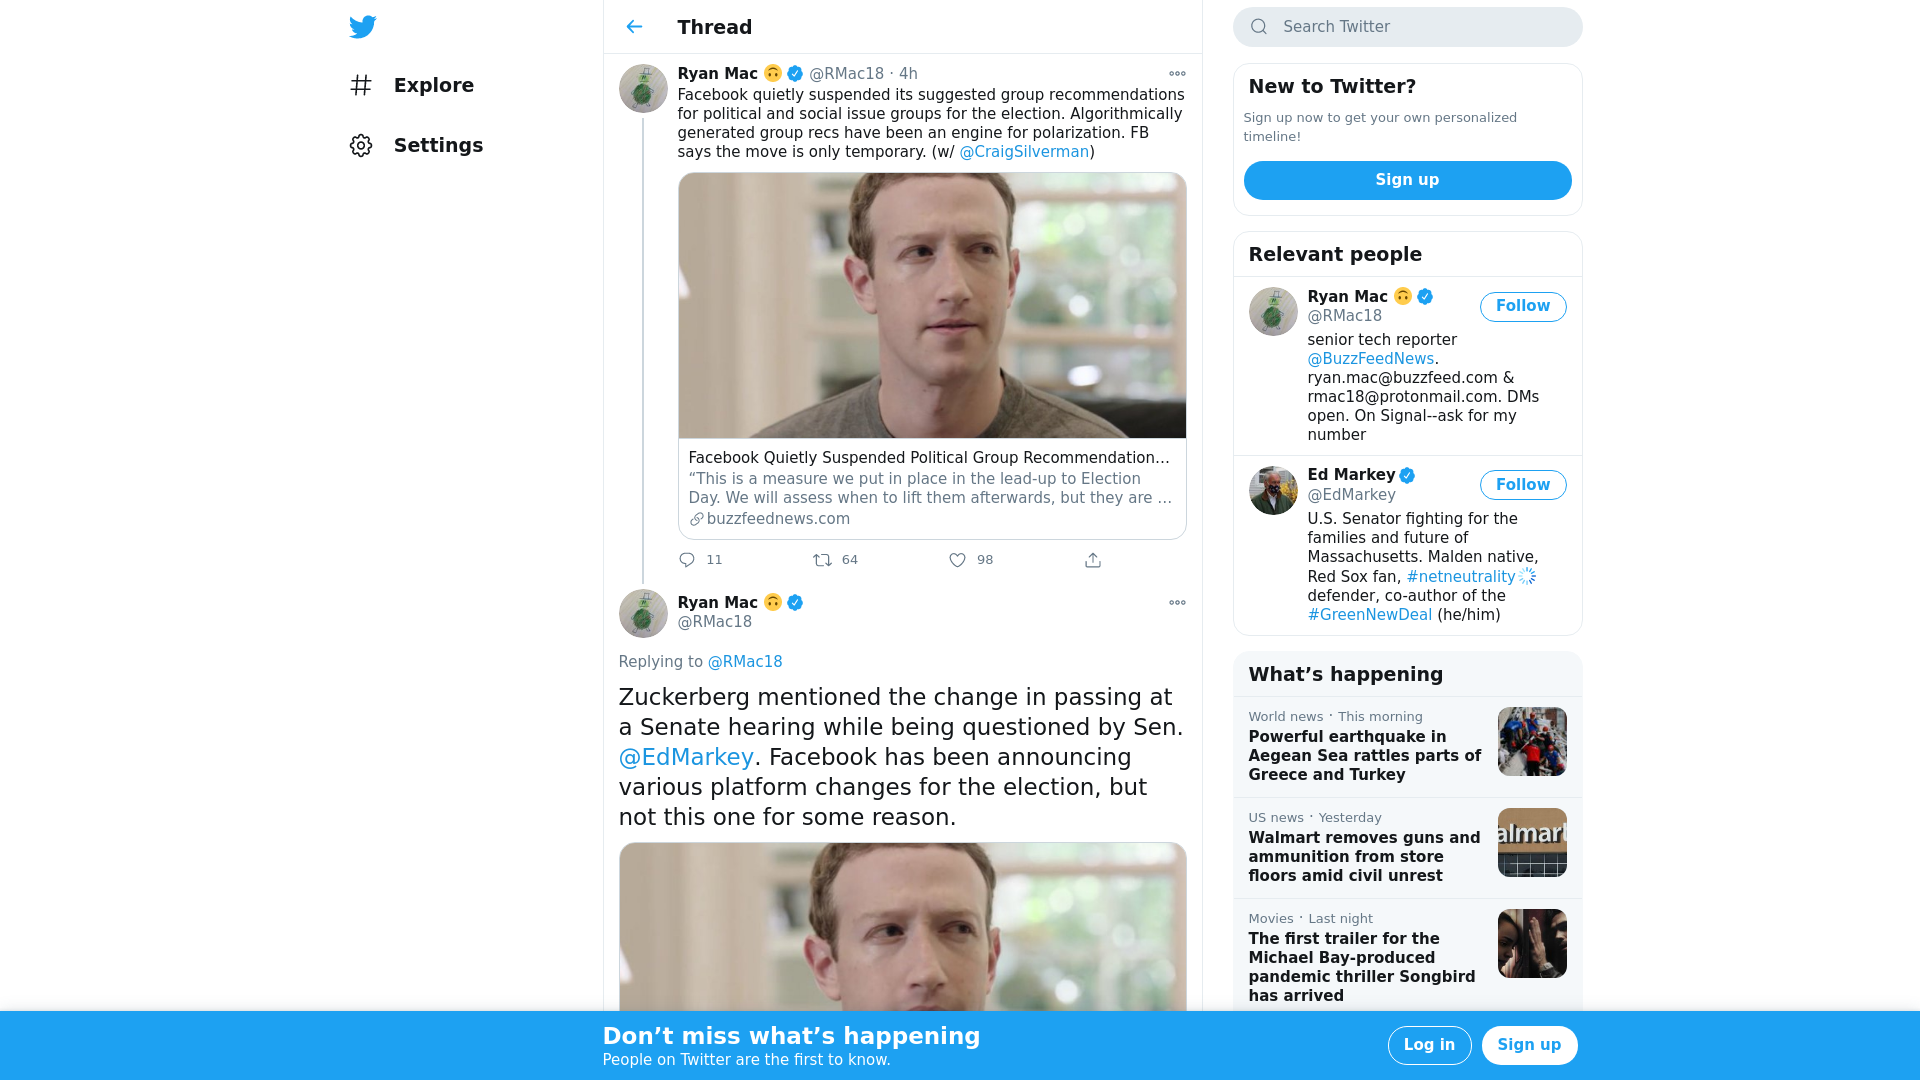 Explore
Settings
Thread
Ryan Mac 🙃 @RMac18 · 4h
Facebook quietly suspended its suggested group recommendations
for political and social issue groups for the election. Algorithmically
generated group recs have been an engine for polarization. FB
says the move is only temporary. (w/ @CraigSilverman)
Facebook Quietly Suspended Political Group Recommendation…
“This is a measure we put in place in the lead-up to Election
Day. We will assess when to lift them afterwards, but they are …
buzzfeednews.com
11 64 98
Ryan Mac 🙃
@RMac18
Replying to @RMac18
Zuckerberg mentioned the change in passing at
a Senate hearing while being questioned by Sen.
@EdMarkey. Facebook has been announcing
various platform changes for the election, but
not this one for some reason.
Search Twitter
New to Twitter?
Sign up now to get your own personalized
timeline!
Sign up
Relevant people
Ryan Mac 🙃
@RMac18
Follow
senior tech reporter
@BuzzFeedNews.
ryan.mac@buzzfeed.com &
rmac18@protonmail.com. DMs
open. On Signal--ask for my
number
Ed Markey
@EdMarkey
Follow
U.S. Senator fighting for the
families and future of
Massachusetts. Malden native,
Red Sox fan, #netneutrality
defender, co-author of the
#GreenNewDeal (he/him)
What’s happening
World news · This morning
Powerful earthquake in
Aegean Sea rattles parts of
Greece and Turkey
US news · Yesterday
Walmart removes guns and
ammunition from store
floors amid civil unrest
almart
Movies · Last night
The first trailer for the
Michael Bay-produced
pandemic thriller Songbird
has arrived
Don’t miss what’s happening
People on Twitter are the first to know.
Log in
Sign up